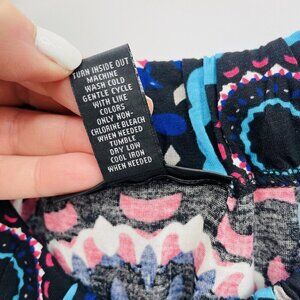 TURN INSIDE OUT
MACHINE
WASH COLD
GENTLE CYCLE
WITH LIKE
COLORS
ONLY NON-
CHLORINE BLEACH
WHEN NEEDED
TUMBLE
DRY LOW
COOL IRON
WHEN NEEDED